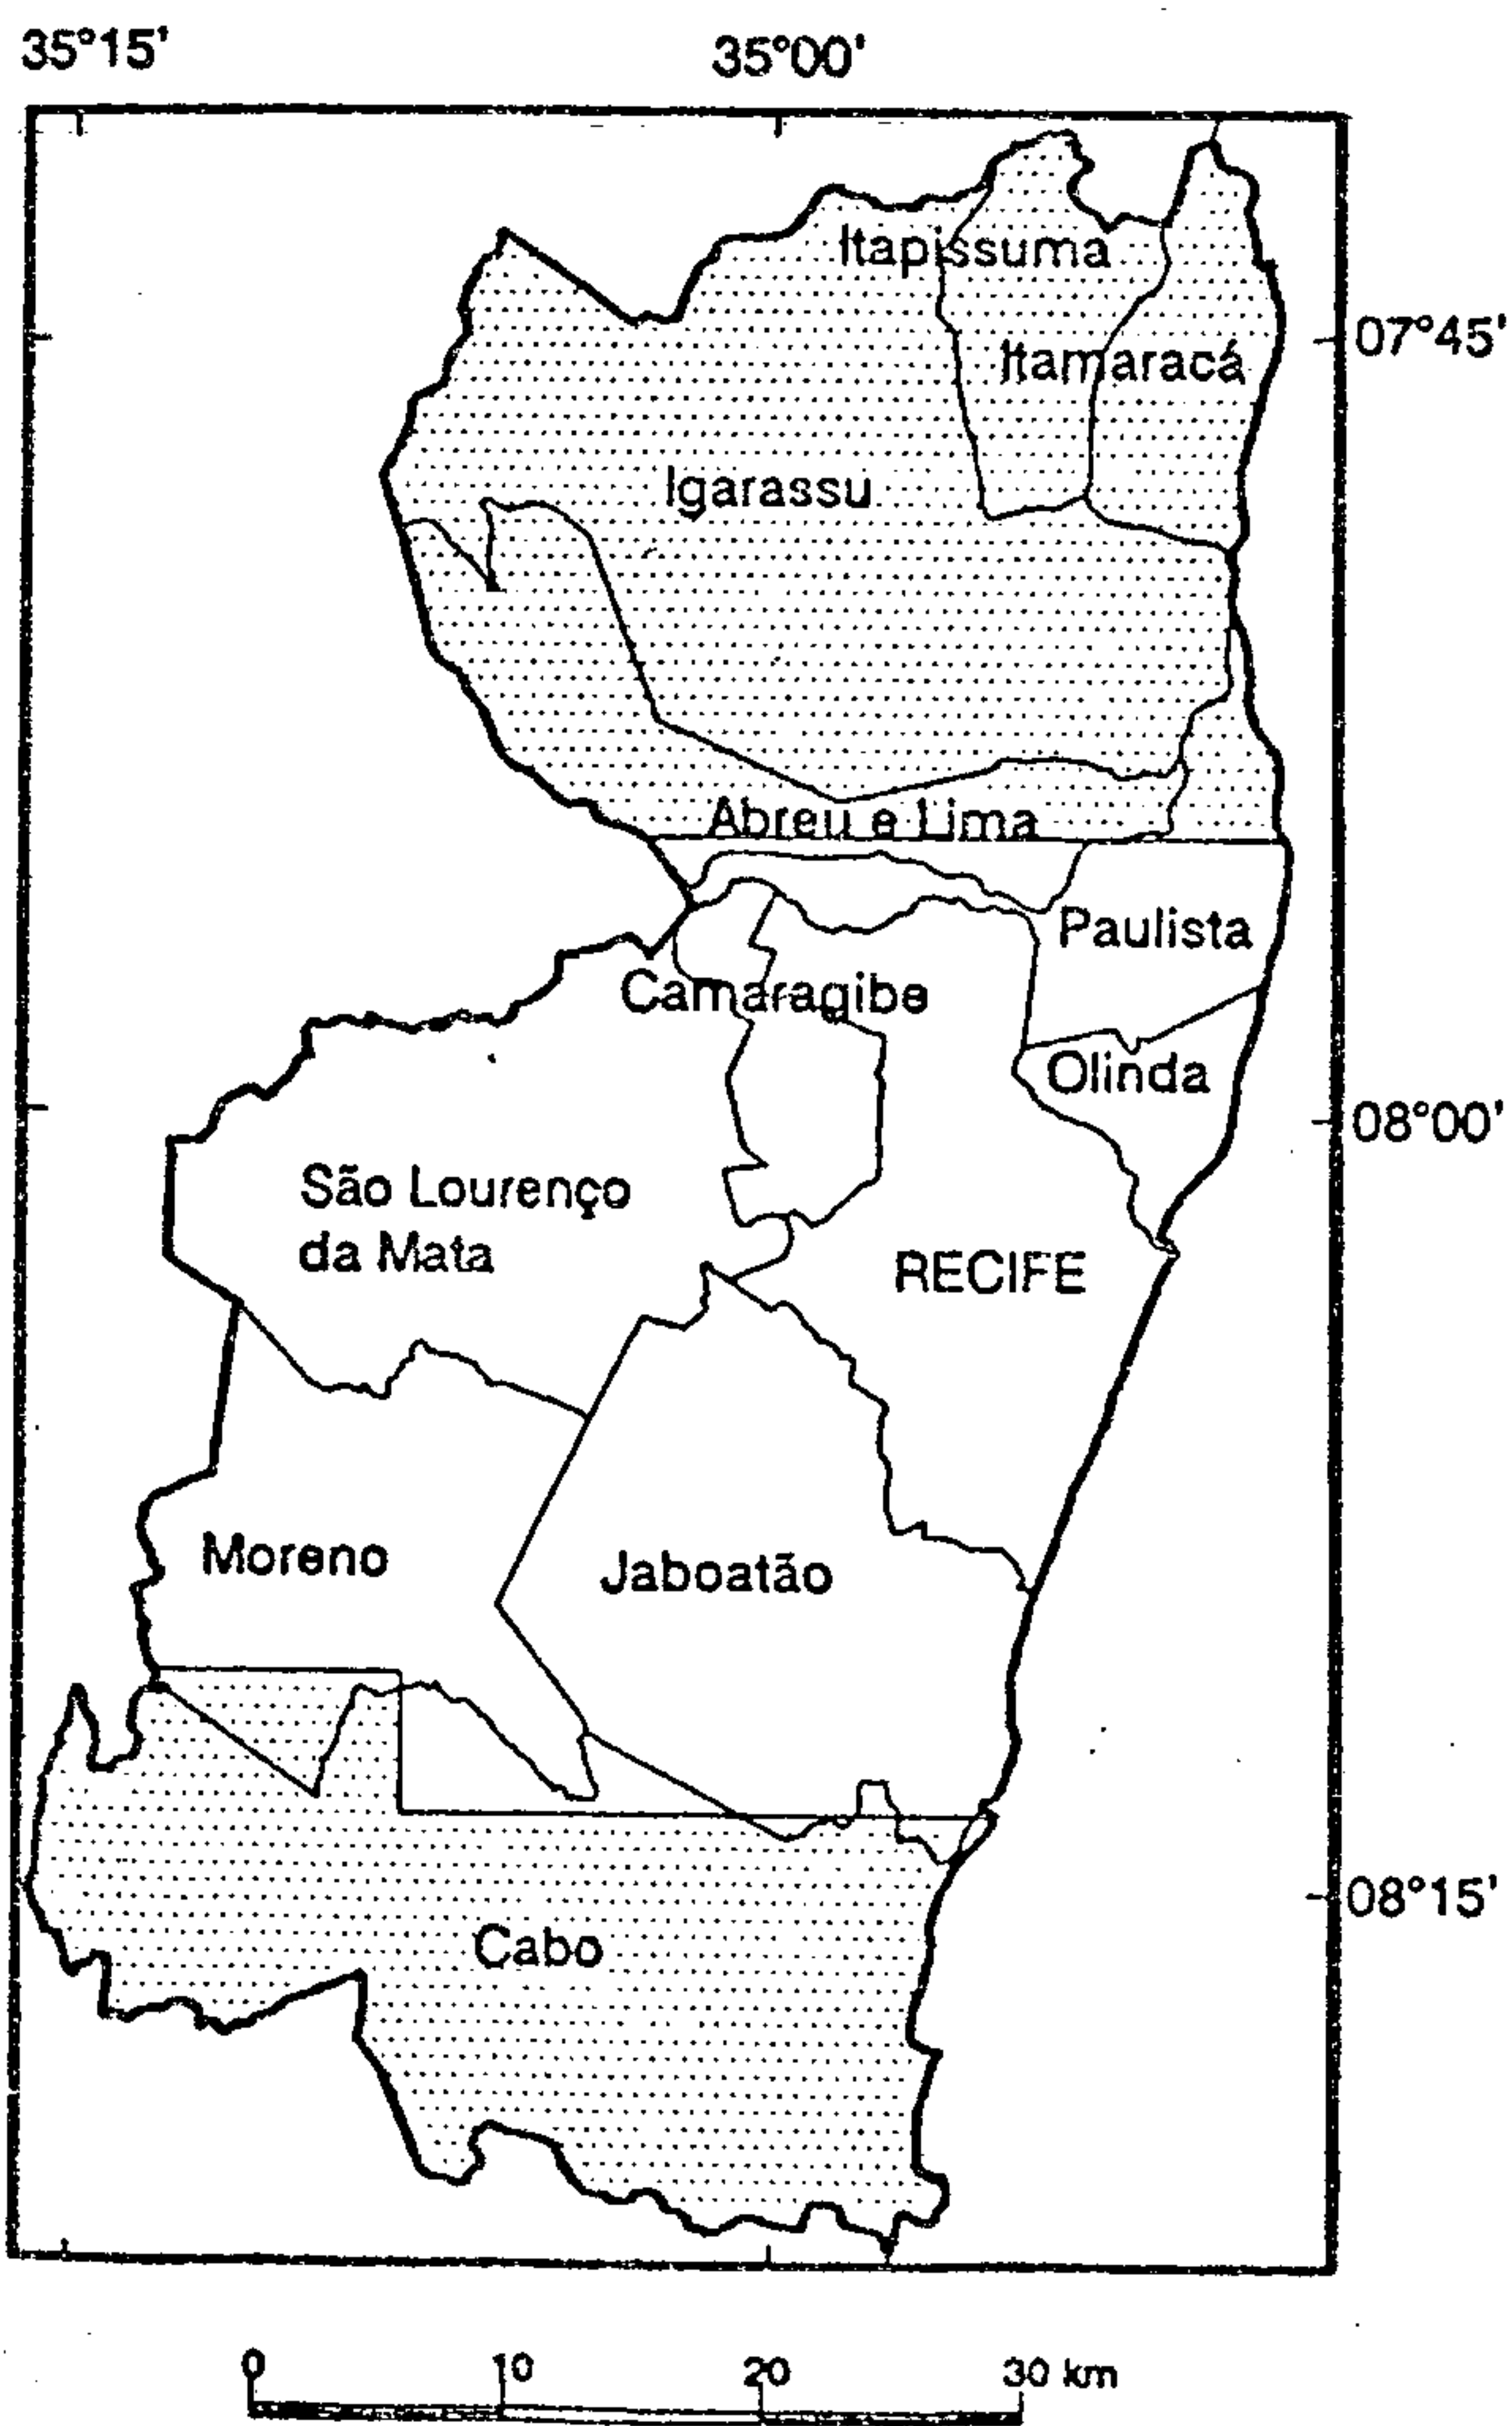 35°15' 35°00'
Itapissuma
07°45'
Itamaracá
Igarassu
Abreu e Lima
Paulista
Camaragibe
Olinda
08°00'
São Lourenço
da Mata
RECIFE
Moreno
Jaboatão
08°15'
Cabo
0 10 20 30 km